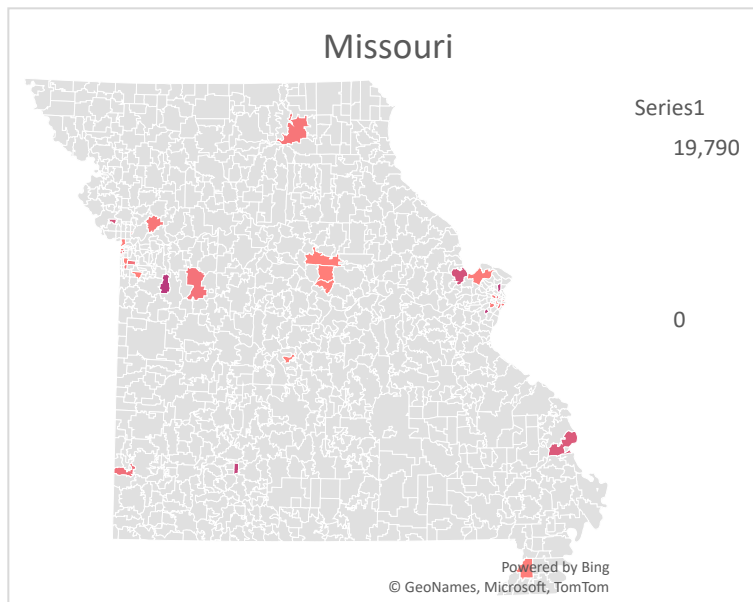 Missouri
Series1
19,790
0
Powered by Bing
© GeoNames, Microsoft, TomTom